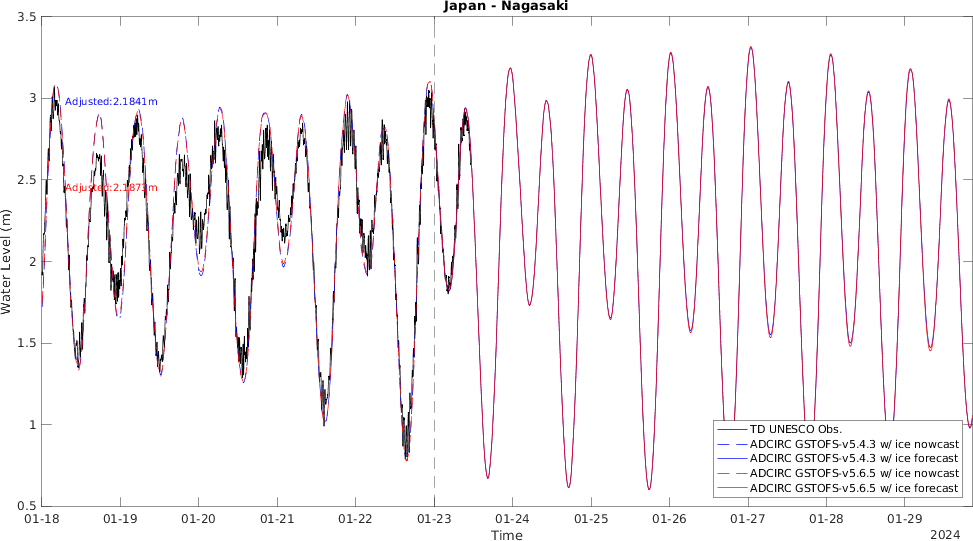 Japan - Nagasaki
3.5
3
2.5
2
1.5
1
0.5
Water Level (m)
Adjusted:2.1841m
Adjusted:2.1873m
TD UNESCO Obs.
ADCIRC GSTOFS-v5.4.3 w/ ice nowcast
ADCIRC GSTOFS-v5.4.3 w/ ice forecast
ADCIRC GSTOFS-v5.6.5 w/ ice nowcast
ADCIRC GSTOFS-v5.6.5 w/ ice forecast
01-18 01-19 01-20 01-21 01-22 01-23 01-24 01-25 01-26 01-27 01-28 01-29
Time
2024